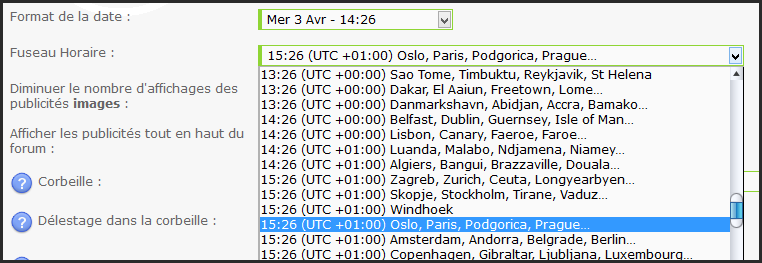 Format de la date :
Mer 3 Avr - 14:26
Fuseau Horaire :
15:26 (UTC +01:00) Oslo, Paris, Podgorica, Prague...
Diminuer le nombre d'affichages des
publicités images :
Afficher les publicités tout en haut du
forum :
Corbeille :
Délestage dans la corbeille :
13:26 (UTC +00:00) Sao Tome, Timbuktu, Reykjavik, St Helena
13:26 (UTC +00:00) Dakar, El Aaiun, Freetown, Lome...
13:26 (UTC +00:00) Danmarkshavn, Abidjan, Accra, Bamako...
14:26 (UTC +00:00) Belfast, Dublin, Guernsey, Isle of Man...
14:26 (UTC +00:00) Lisbon, Canary, Faeroe, Faroe...
14:26 (UTC +01:00) Luanda, Malabo, Ndjamena, Niamey...
14:26 (UTC +01:00) Algiers, Bangui, Brazzaville, Douala...
15:26 (UTC +01:00) Zagreb, Zurich, Ceuta, Longyearbyen...
15:26 (UTC +01:00) Skopje, Stockholm, Tirane, Vaduz...
15:26 (UTC +01:00) Windhoek
15:26 (UTC +01:00) Oslo, Paris, Podgorica, Prague...
15:26 (UTC +01:00) Amsterdam, Andorra, Belgrade, Berlin...
15:26 (UTC +01:00) Copenhagen, Gibraltar, Ljubljana, Luxembourg...